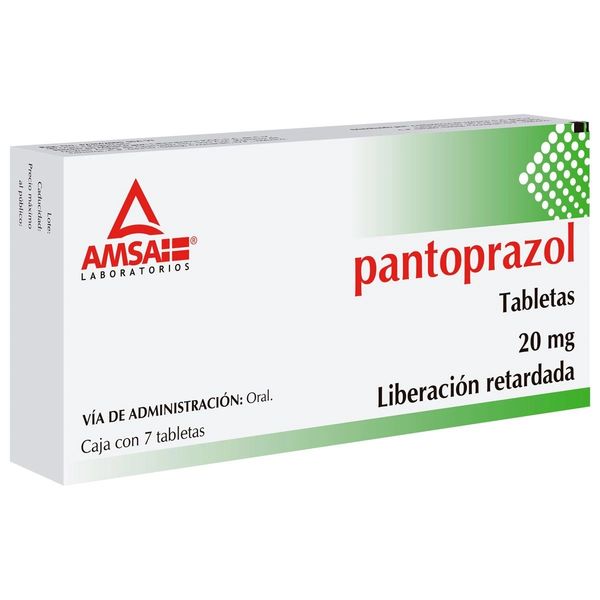 AMSA®
LABORATORIOS
pantoprazol
Tabletas
20 mg
Liberación retardada
VÍA DE ADMINISTRACIÓN: Oral.
Caja con 7 tabletas
Lote:
Caducidad:
Precio máximo
al público: